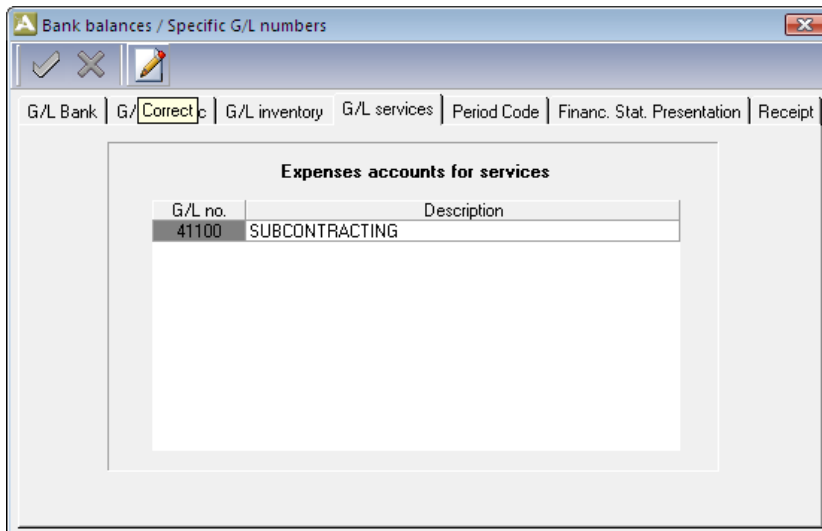 Bank balances / Specific G/L numbers
G/L Bank G/ Correct c G/L inventory G/L services Period Code Financ. Stat. Presentation Receipt
Expenses accounts for services
G/L no. Description
41100 SUBCONTRACTING